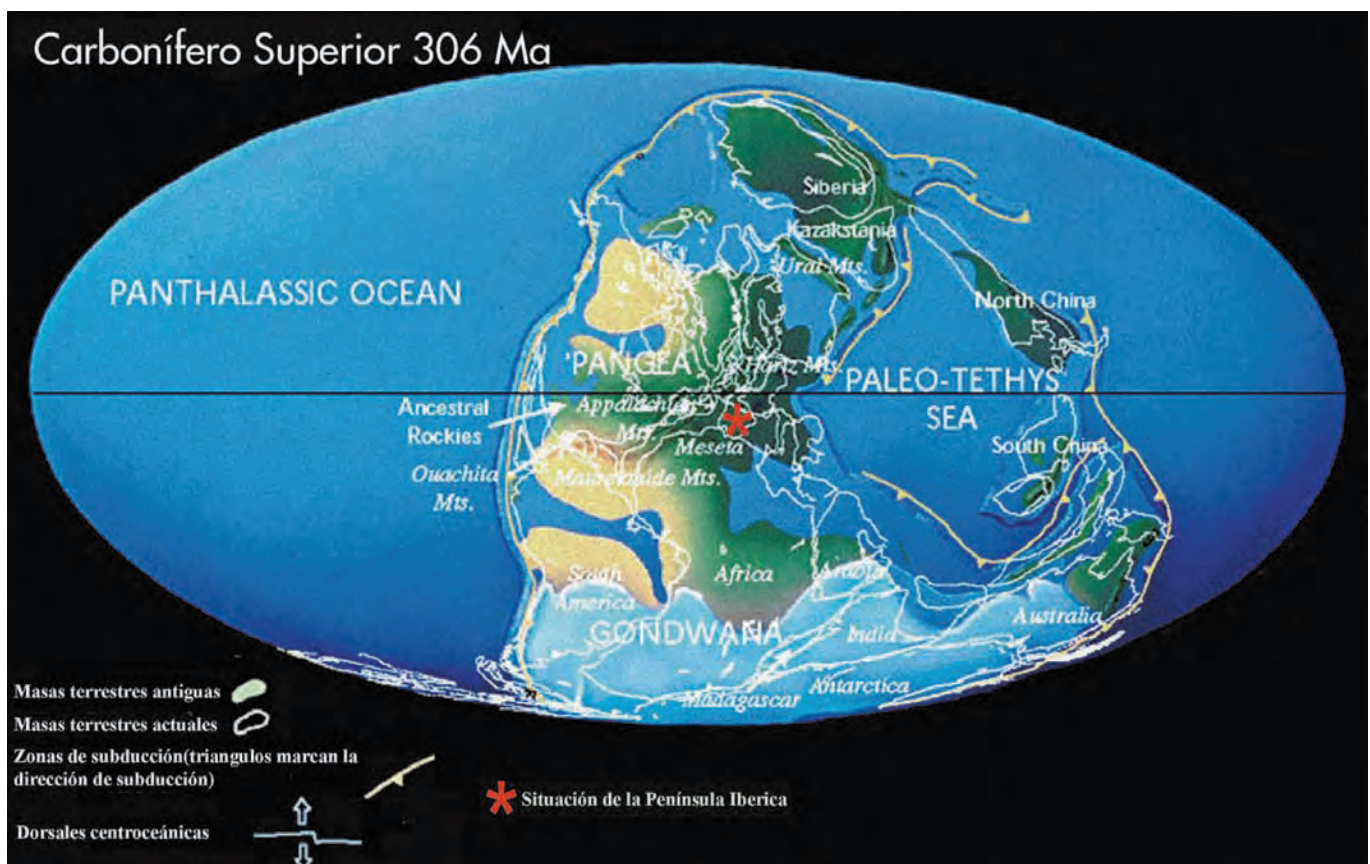 Carbonífero Superior 306 Ma
Siberia
Kazakstania
Ural Mts.
PANTHALASSIC OCEAN
North China
PANGEA
Hartz Mts.
PALEO-TETHYS
SEA
Ancestral
Rockies
Appalachian
Mts.
Meseta
South China
Ouachita
Mts.
Mauretanide Mts.
South
America
Africa
Arabia
GONDWANA
India
Australia
Madagascar
Antarctica
Masas terrestres antiguas
Masas terrestres actuales
Zonas de subducción(triangulos marcan la
dirección de subducción)
Situación de la Península Iberica
Dorsales centroceánicas